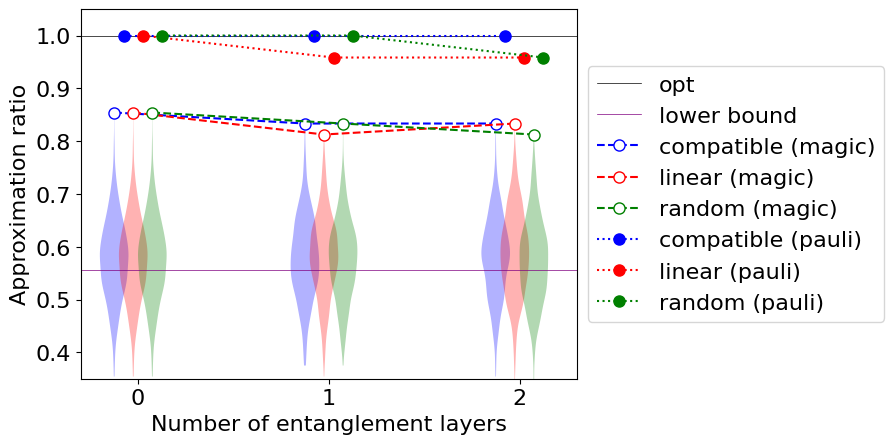 1.0
0.9
0.8
0.7
0.6
0.5
0.4
Approximation ratio
0 1 2
Number of entanglement layers
opt
lower bound
compatible (magic)
linear (magic)
random (magic)
compatible (pauli)
linear (pauli)
random (pauli)